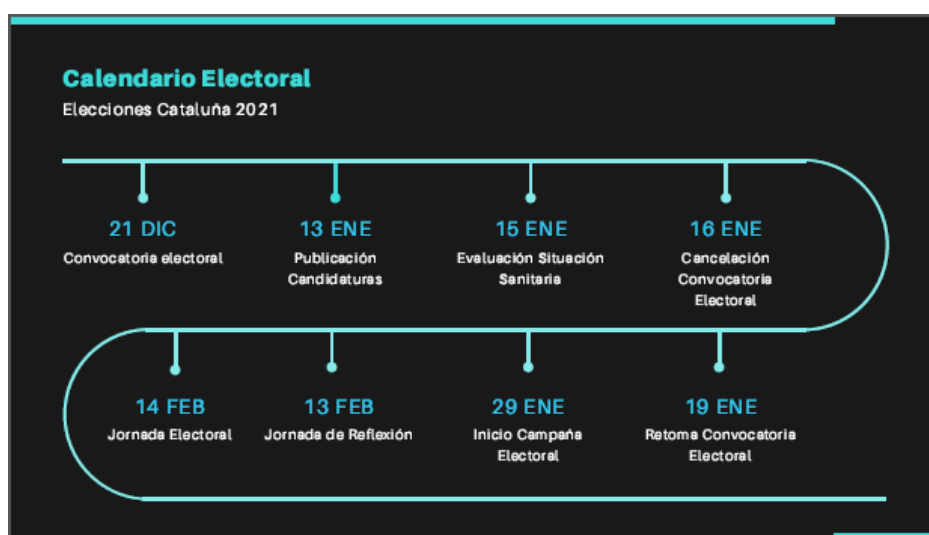 Calendario Electoral
Elecciones Cataluña 2021
21 DIC
Convocatoria electoral
13 ENE
Publicación
Candidaturas
15 ENE
Evaluación Situación
Sanitaria
16 ENE
Cancelación
Convocatoria
Electoral
19 ENE
Retoma Convocatoria
Electoral
29 ENE
Inicio Campaña
Electoral
13 FEB
Jornada de Reflexión
14 FEB
Jornada Electoral